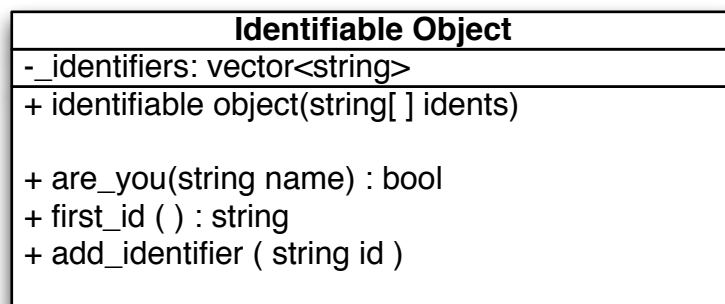 Identifiable Object
-_identifiers: vector<string>
+ identifiable object(string[ ] idents)
+ are_you(string name) : bool
+ first_id ( ) : string
+ add_identifier ( string id )